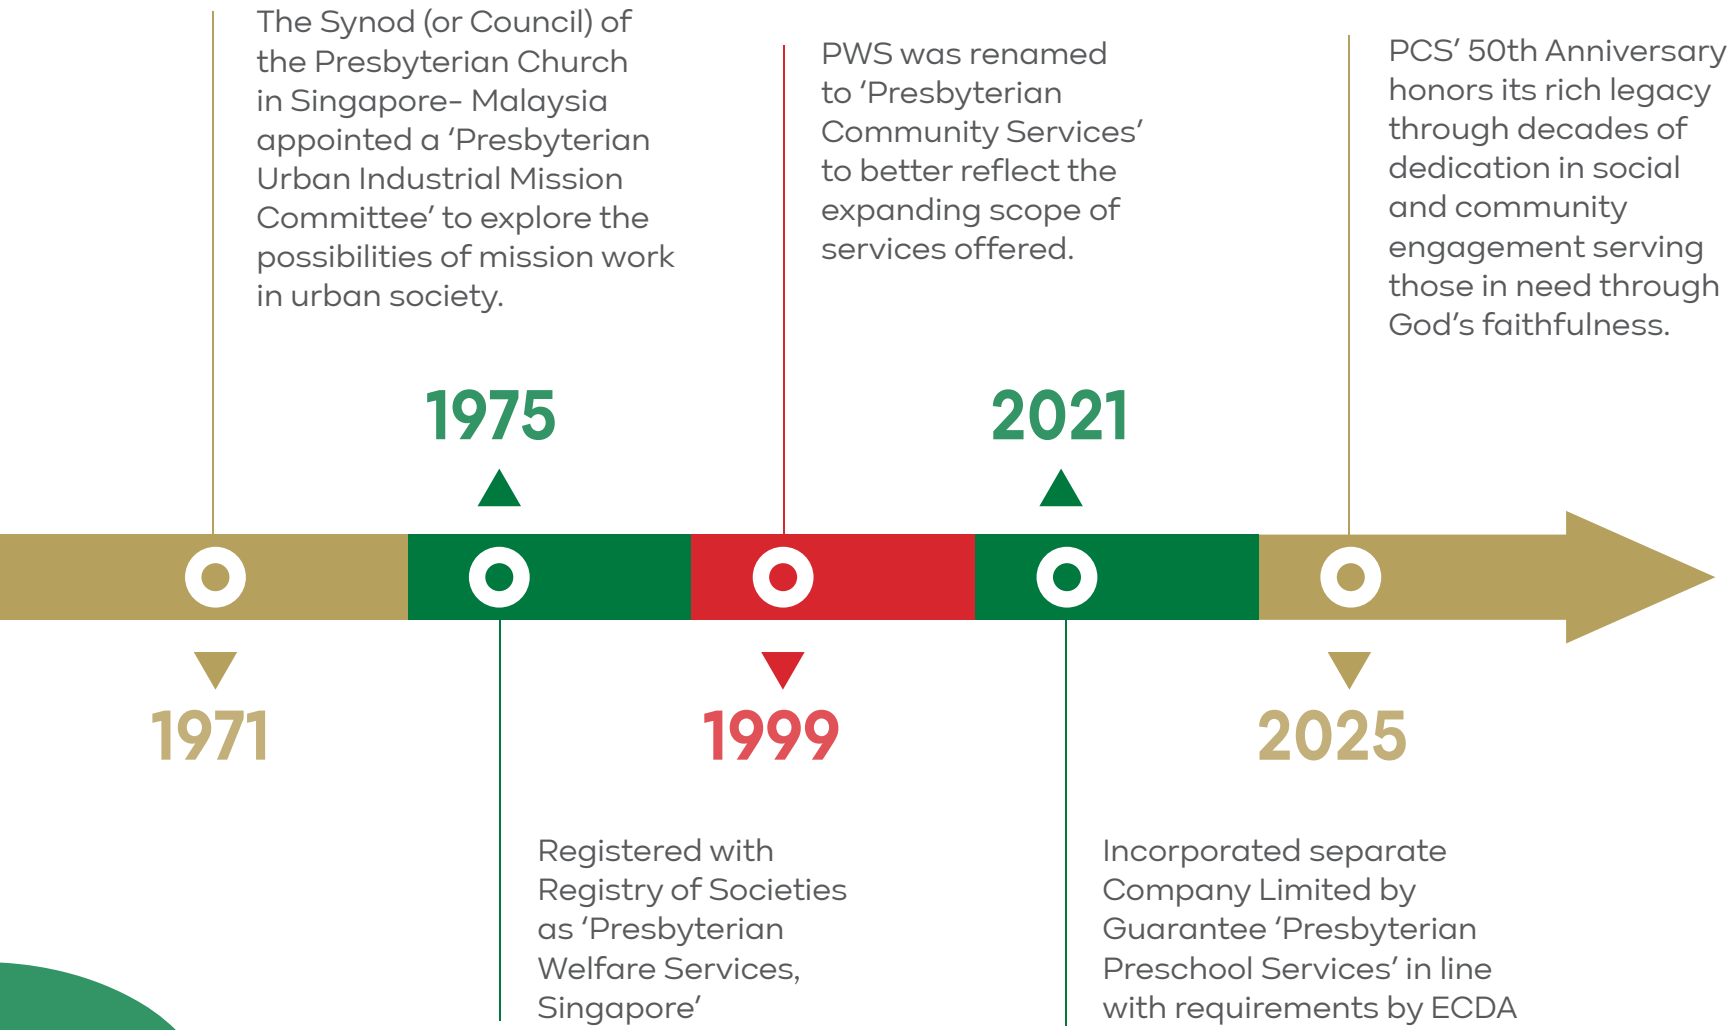 The Synod (or Council) of
the Presbyterian Church
in Singapore- Malaysia
appointed a ‘Presbyterian
Urban Industrial Mission
Committee’ to explore the
possibilities of mission work
in urban society.
PWS was renamed
to ‘Presbyterian
Community Services’
to better reflect the
expanding scope of
services offered.
PCS’ 50th Anniversary
honors its rich legacy
through decades of
dedication in social
and community
engagement serving
those in need through
God’s faithfulness.
1975
2021
1971
1999
2025
Registered with
Registry of Societies
as ‘Presbyterian
Welfare Services,
Singapore’
Incorporated separate
Company Limited by
Guarantee ‘Presbyterian
Preschool Services’ in line
with requirements by ECDA